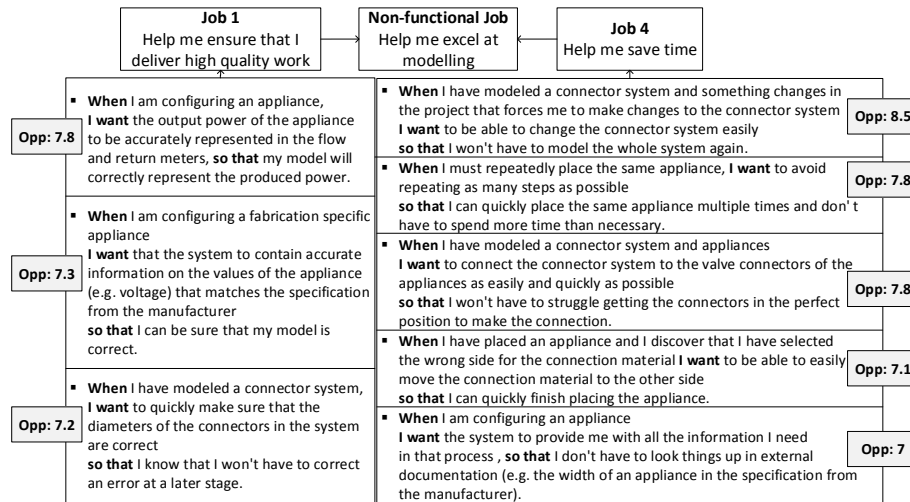 Job 1
Help me ensure that I
deliver high quality work
Non-functional Job
Help me excel at
modelling
Job 4
Help me save time
Opp: 7.8
▪ When I am configuring an appliance,
I want the output power of the appliance
to be accurately represented in the flow
and return meters, so that my model will
correctly represent the produced power.
Opp: 7.3
▪ When I am configuring a fabrication specific
appliance
I want that the system to contain accurate
information on the values of the appliance
(e.g. voltage) that matches the specification
from the manufacturer
so that I can be sure that my model is
correct.
Opp: 7.2
▪ When I have modeled a connector system,
I want to quickly make sure that the
diameters of the connectors in the system
are correct
so that I know that I won't have to correct
an error at a later stage.
▪ When I have modeled a connector system and something changes in
the project that forces me to make changes to the connector system
I want to be able to change the connector system easily
so that I won't have to model the whole system again.
Opp: 8.5
▪ When I must repeatedly place the same appliance, I want to avoid
repeating as many steps as possible
so that I can quickly place the same appliance multiple times and don't
have to spend more time than necessary.
Opp: 7.8
▪ When I have modeled a connector system and appliances
I want to connect the connector system to the valve connectors of the
appliances as easily and quickly as possible
so that I won't have to struggle getting the connectors in the perfect
position to make the connection.
Opp: 7.8
▪ When I have placed an appliance and I discover that I have selected
the wrong side for the connection material I want to be able to easily
move the connection material to the other side
so that I can quickly finish placing the appliance.
Opp: 7.1
▪ When I am configuring an appliance
I want the system to provide me with all the information I need
in that process , so that I don't have to look things up in external
documentation (e.g. the width of an appliance in the specification from
the manufacturer).
Opp: 7